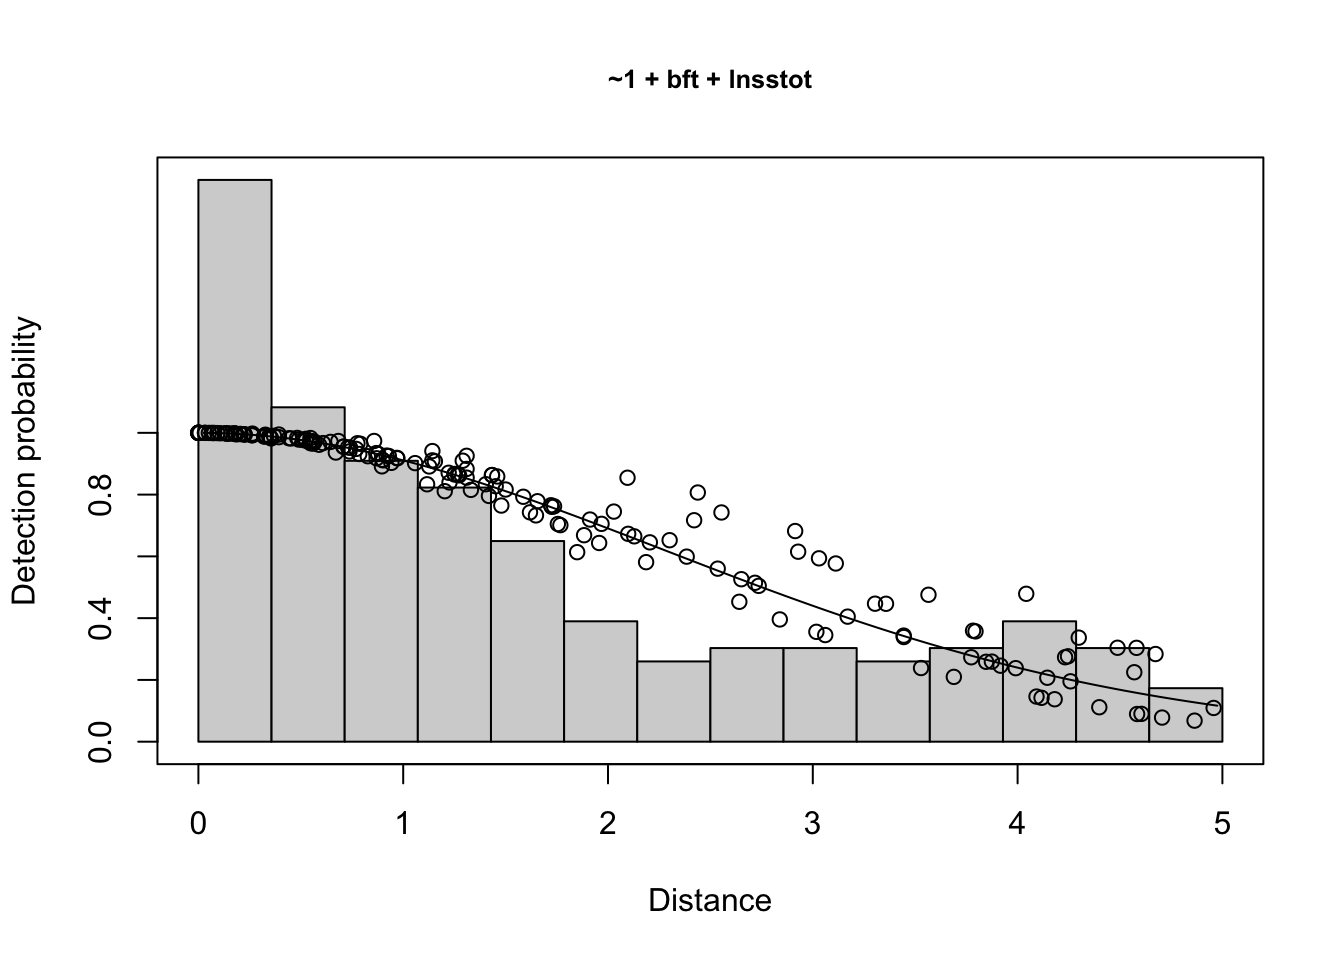 ~1 + bft + lnsstot
Detection probability
0.8
0.4
0.0
0 1 2 3 4 5
Distance